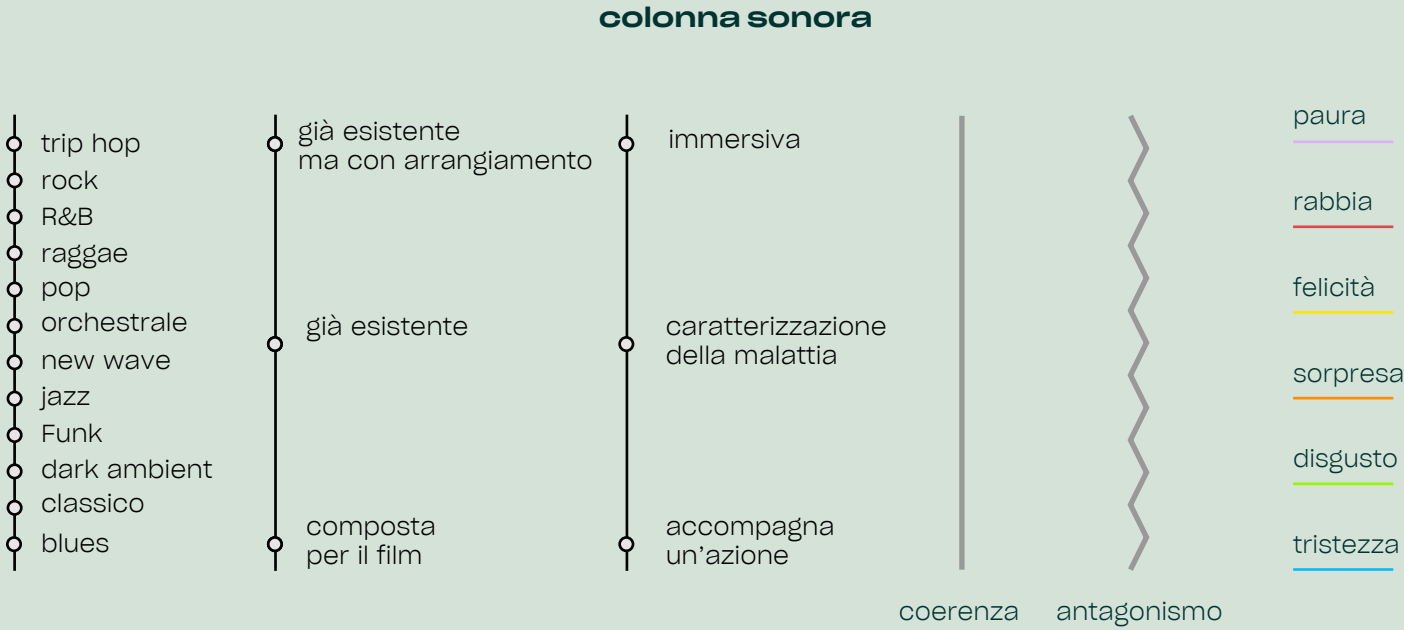 colonna sonora
trip hop
rock
R&B
raggae
pop
orchestrale
new wave
jazz
Funk
dark ambient
classico
blues
già esistente
ma con arrangiamento
già esistente
composta
per il film
immersiva
caratterizzazione
della malattia
accompagna
un'azione
coerenza
antagonismo
paura
rabbia
felicità
sorpresa
disgusto
tristezza